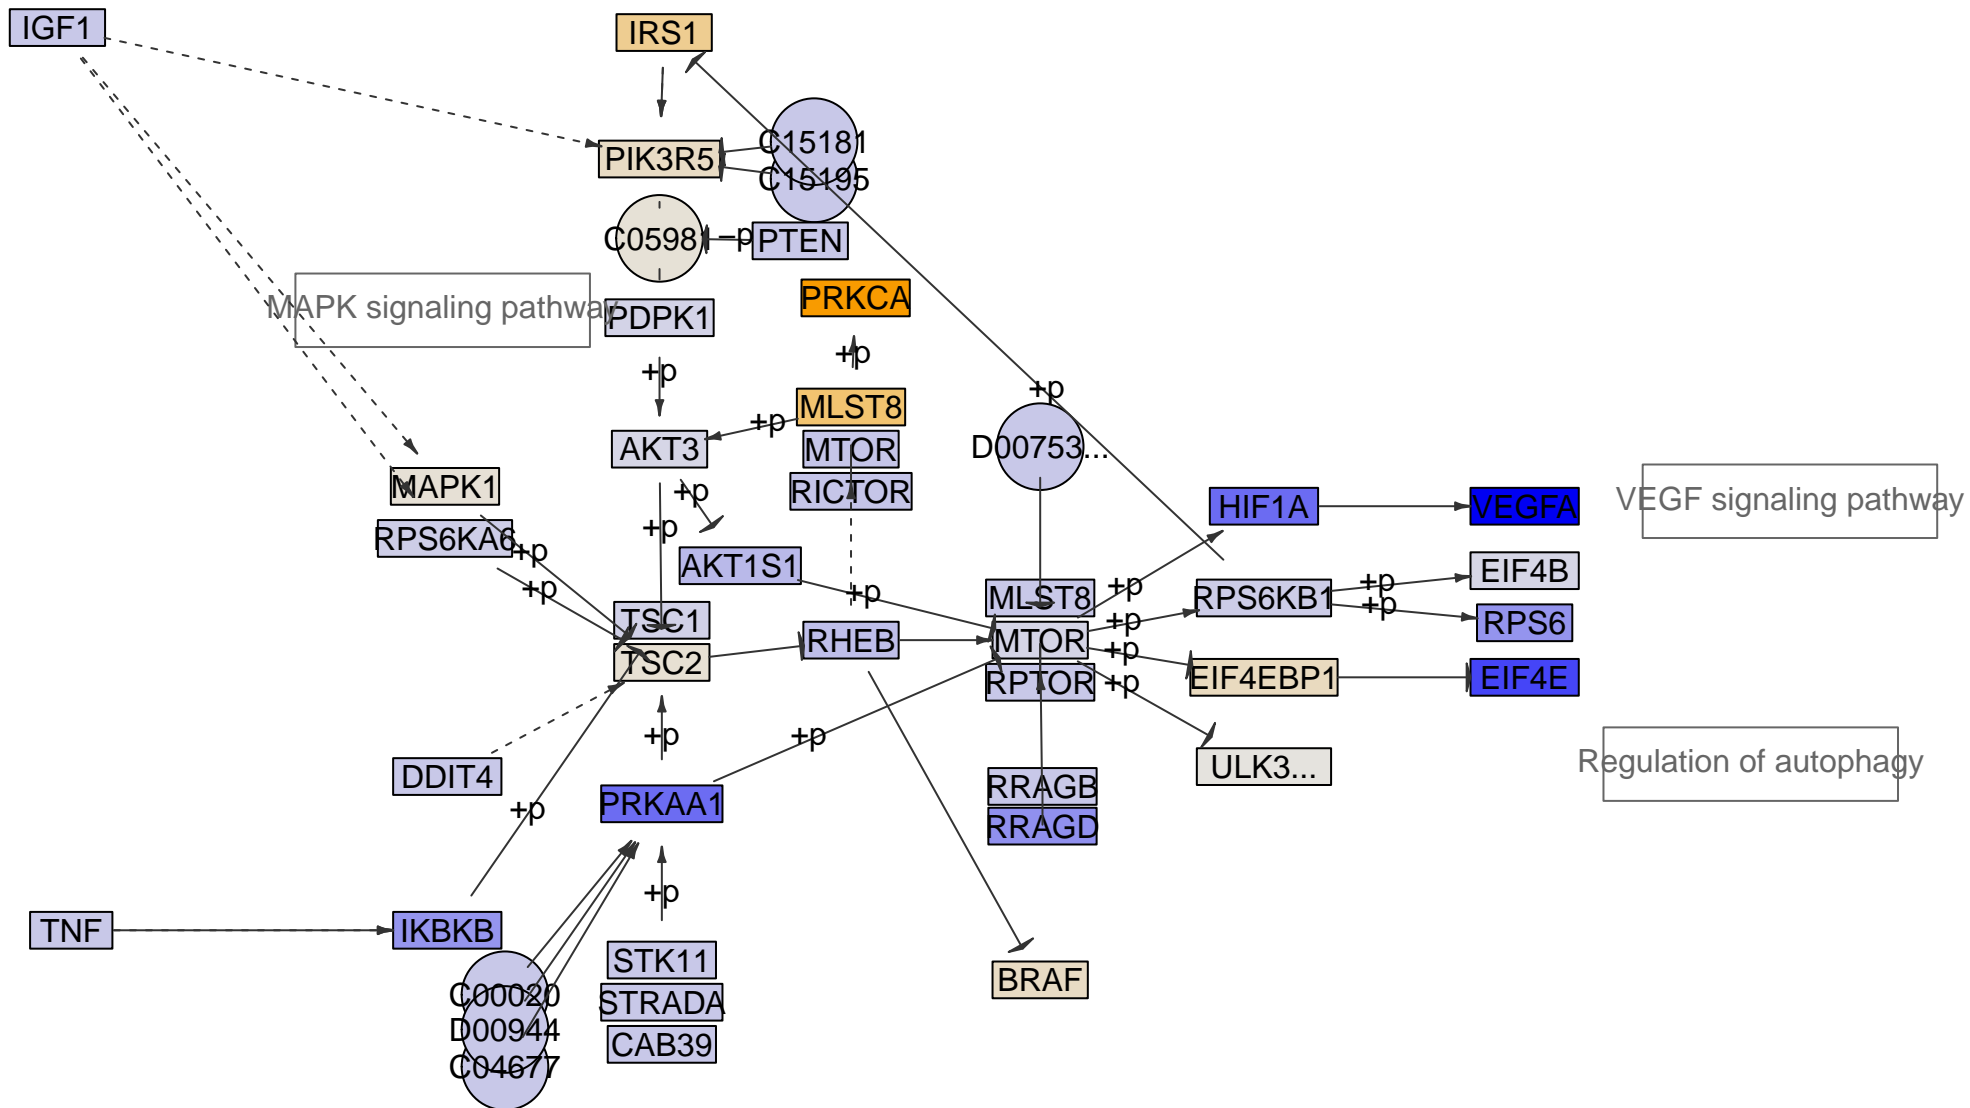 IGF1
IRS1
C15181
PIK3R5
C15195
C05981
−p
PTEN
PRKCA
MAPK signaling pathway
PDPK1
+p
+p
+p
MLST8
+p
AKT3
MTOR
D00753...
MAPK1
RICTOR
+p
HIF1A
VEGFA
VEGF signaling pathway
RPS6KA6
+p
+p
AKT1S1
EIF4B
+p
+p
+p
+p
MLST8
RPS6KB1
+p
TSC1
+p
RPS6
RHEB
MTOR
+p
TSC2
EIF4EBP1
EIF4E
RPTOR
+p
+p
+p
DDIT4
ULK3...
Regulation of autophagy
RRAGB
PRKAA1
+p
RRAGD
+p
TNF
IKBKB
STK11
BRAF
C00020
STRADA
D00944
CAB39
C04677